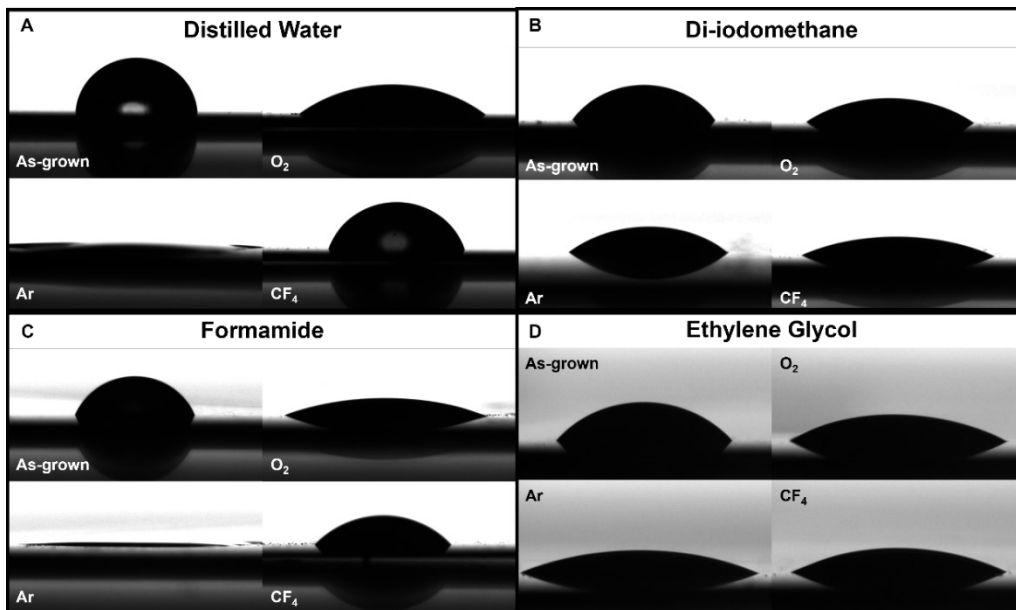 A
Distilled Water
As-grown
O₂
Ar
CF₄
B
Di-iodomethane
As-grown
O₂
Ar
CF₄
C
Formamide
As-grown
O₂
Ar
CF₄
D
Ethylene Glycol
As-grown
O₂
Ar
CF₄